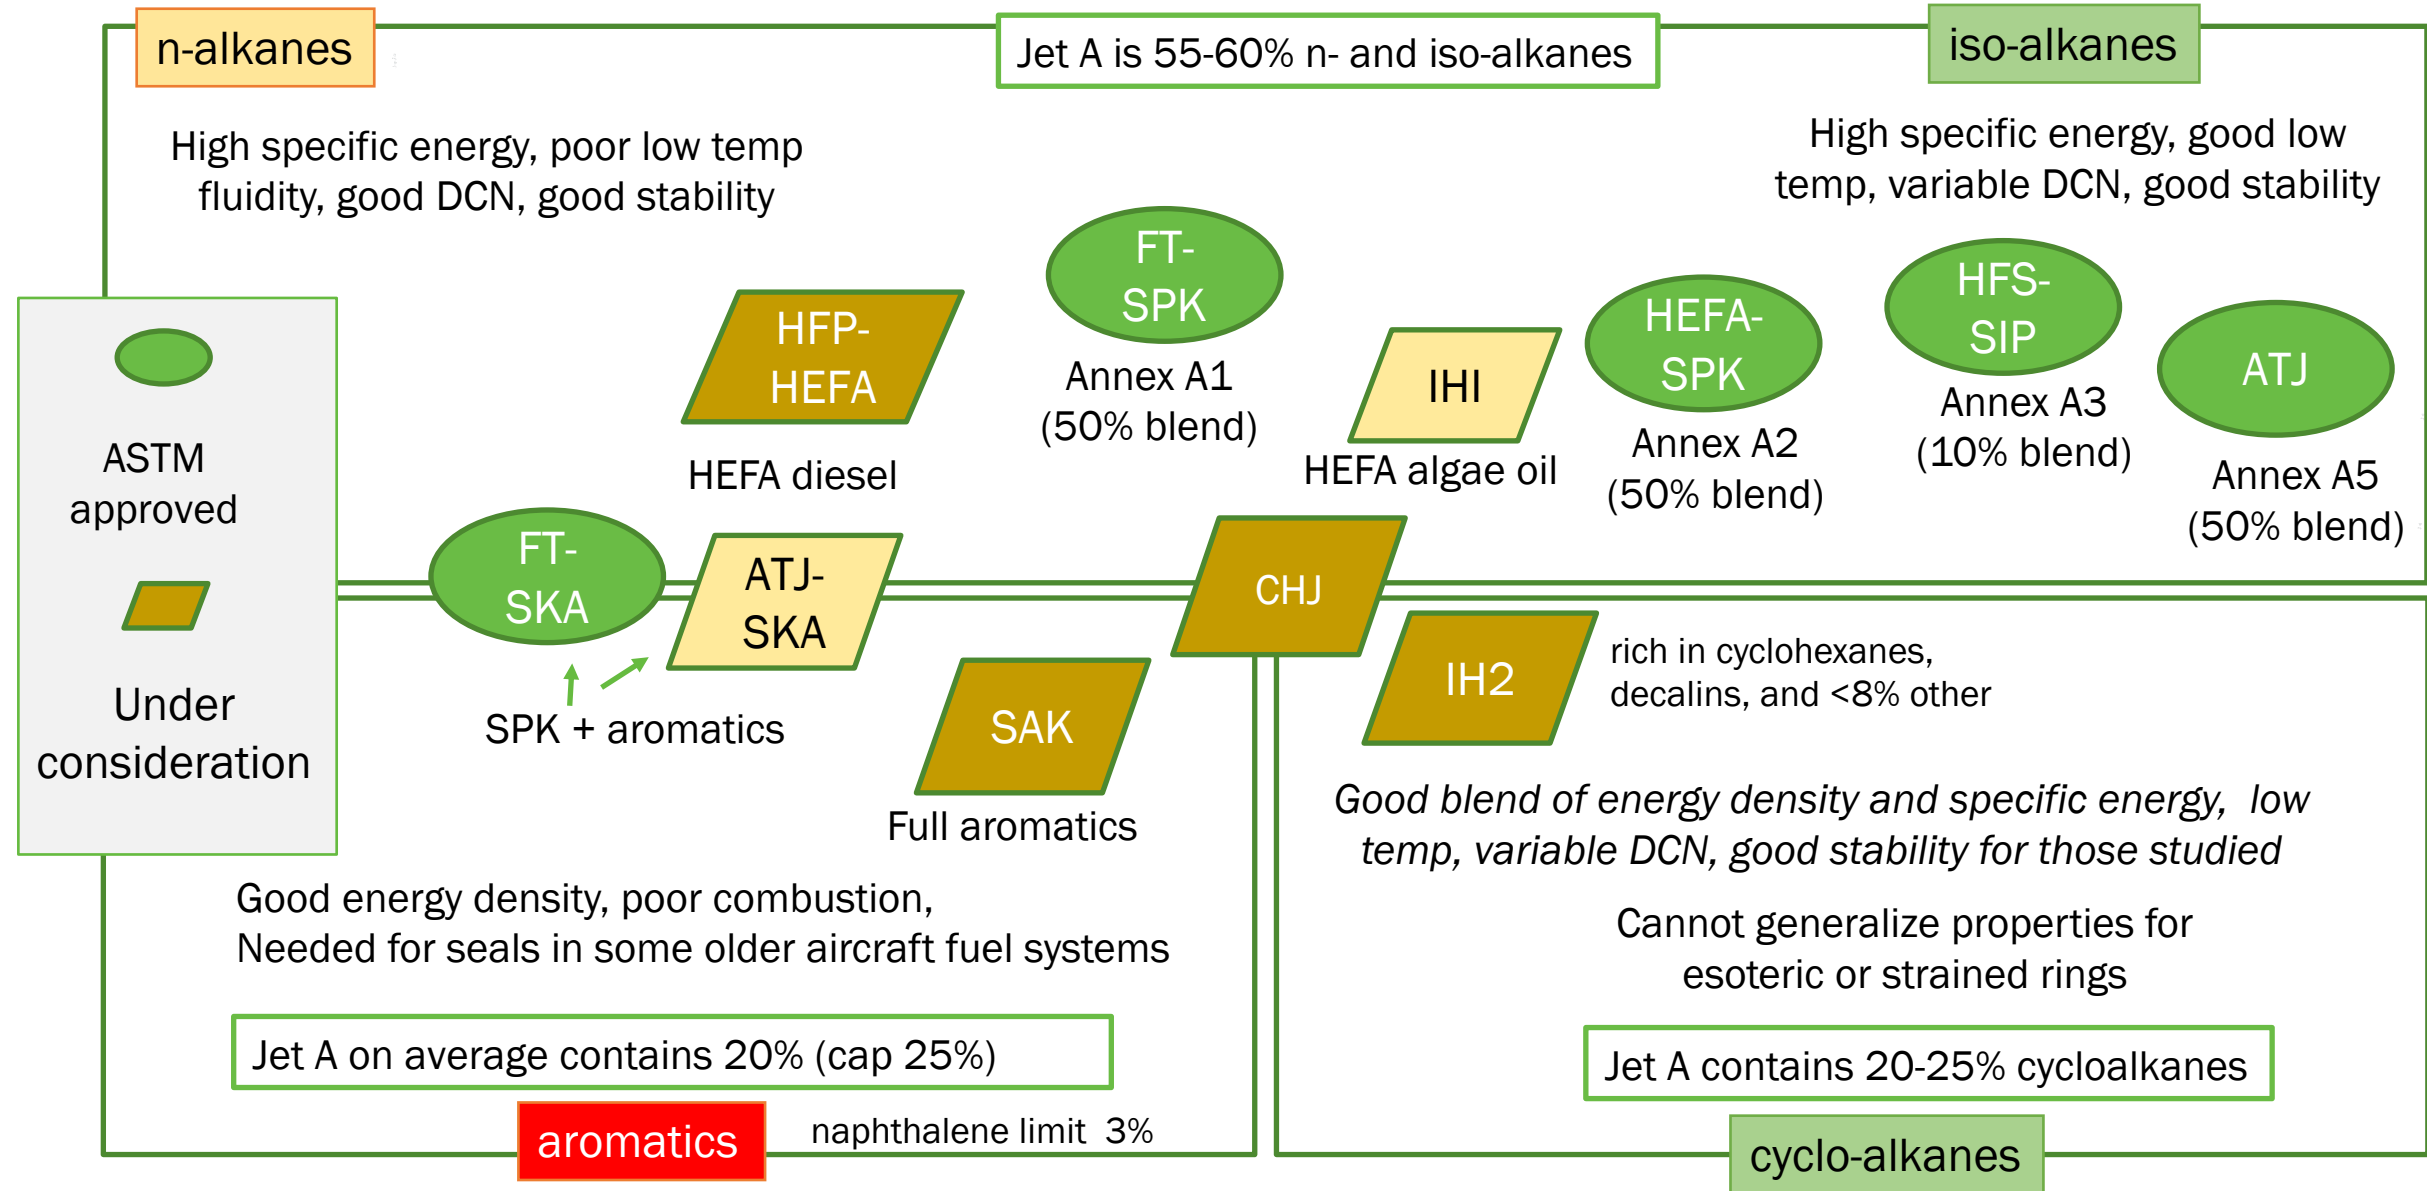 n-alkanes
Jet A is 55-60% n- and iso-alkanes
iso-alkanes
High specific energy, poor low temp
fluidity, good DCN, good stability
High specific energy, good low
temp, variable DCN, good stability
HFP-
HEFA
HEFA diesel
FT-
SPK
Annex A1
(50% blend)
IHI
HEFA algae oil
HEFA-
SPK
Annex A2
(50% blend)
HFS-
SIP
Annex A3
(10% blend)
ATJ
Annex A5
(50% blend)
ASTM
approved
Under
consideration
FT-
SKA
ATJ-
SKA
SPK + aromatics
SAK
Full aromatics
CHJ
IH2
rich in cyclohexanes,
decalins, and <8% other
Good energy density, poor combustion,
Needed for seals in some older aircraft fuel systems
Jet A on average contains 20% (cap 25%)
aromatics
naphthalene limit 3%
Good blend of energy density and specific energy, low
temp, variable DCN, good stability for those studied
Cannot generalize properties for
esoteric or strained rings
Jet A contains 20-25% cycloalkanes
cyclo-alkanes